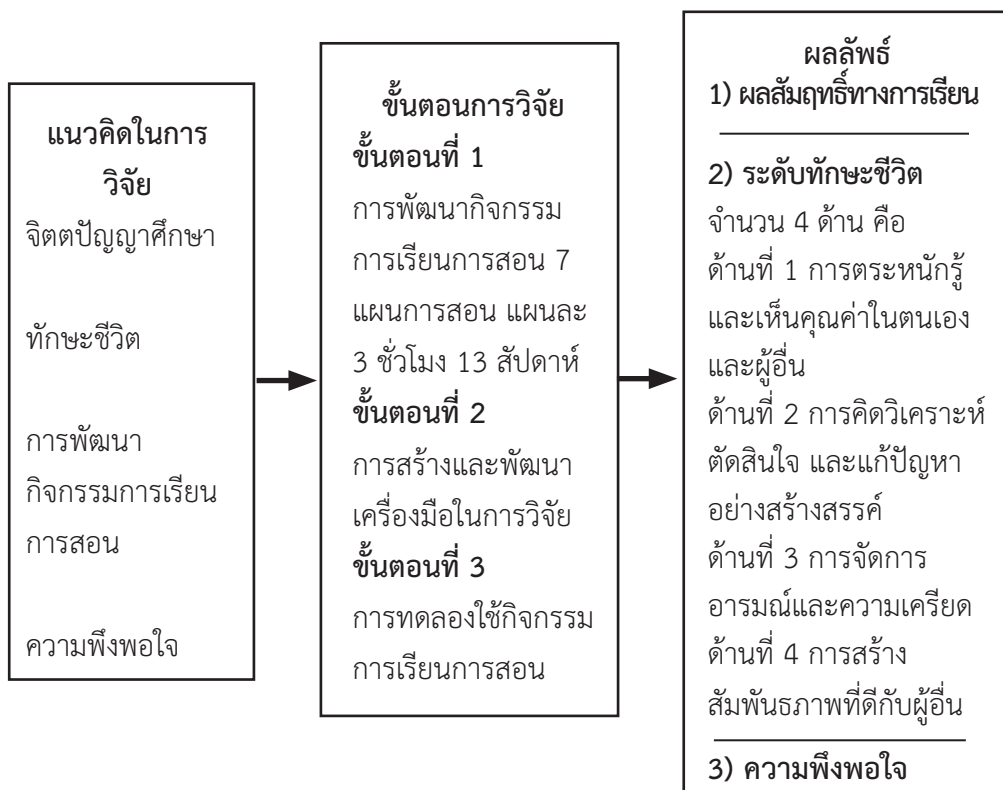 แนวคิดในการ
วิจัย
จิตตปัญญาศึกษา
ทักษะชีวิต
การพัฒนา
กิจกรรมการเรียน
การสอน
ความพึงพอใจ
ขั้นตอนการวิจัย
ขั้นตอนที่ 1
การพัฒนากิจกรรม
การเรียนการสอน 7
แผนการสอน แผนละ
3 ชั่วโมง 13 สัปดาห์
ขั้นตอนที่ 2
การสร้างและพัฒนา
เครื่องมือในการวิจัย
ขั้นตอนที่ 3
การทดลองใช้กิจกรรม
การเรียนการสอน
ผลลัพธ์
1) ผลสัมฤทธิ์ทางการเรียน
2) ระดับทักษะชีวิต
จำนวน 4 ด้าน คือ
ด้านที่ 1 การตระหนักรู้
และเห็นคุณค่าในตนเอง
และผู้อื่น
ด้านที่ 2 การคิดวิเคราะห์
ตัดสินใจ และแก้ปัญหา
อย่างสร้างสรรค์
ด้านที่ 3 การจัดการ
อารมณ์และความเครียด
ด้านที่ 4 การสร้าง
สัมพันธภาพที่ดีกับผู้อื่น
3) ความพึงพอใจ